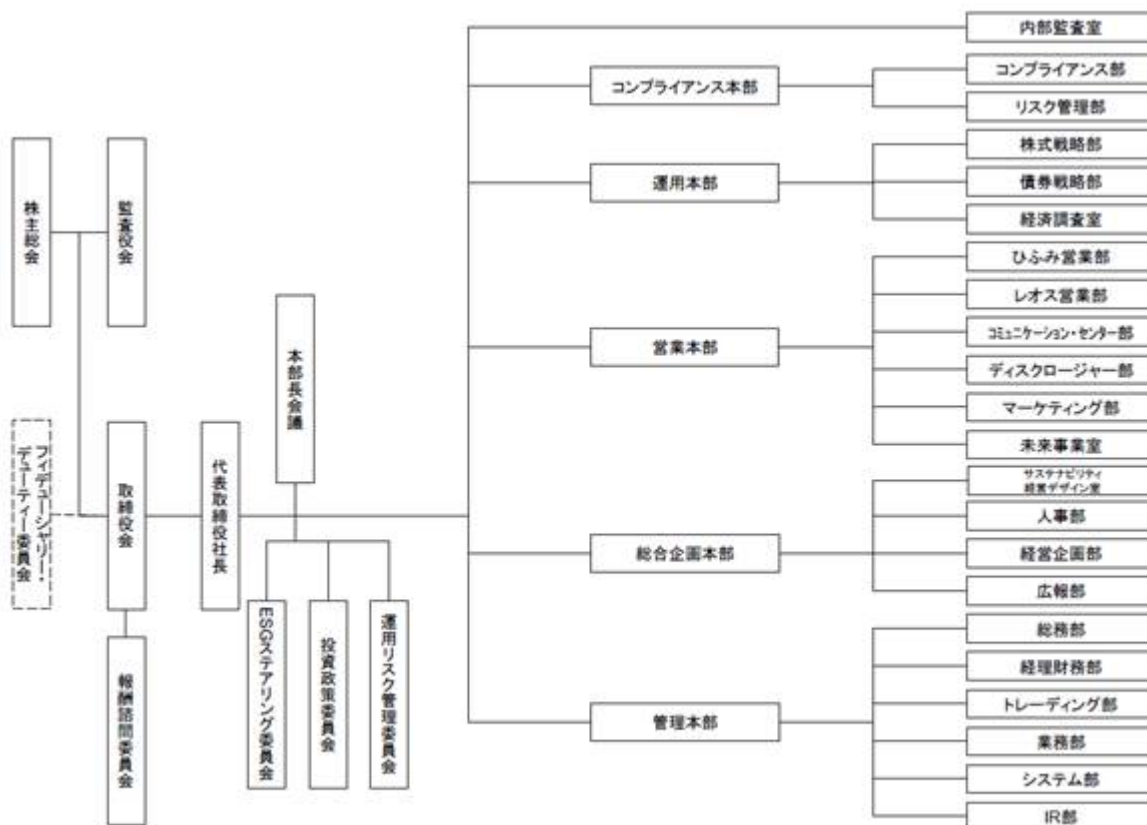 株主総会
監査役会
フィデューシャリー・
デューティー委員会
取締役会
報酬諮問委員会
代表取締役社長
本部長会議
ESGステアリング委員会
投資政策委員会
運用リスク管理委員会
内部監査室
コンプライアンス本部
コンプライアンス部
リスク管理部
運用本部
株式戦略部
債券戦略部
経済調査室
営業本部
ひふみ営業部
レオス営業部
コミュニケーション・センター部
ディスクロージャー部
マーケティング部
未来事業室
総合企画本部
サステナビリティ
経営デザイン室
人事部
経営企画部
広報部
管理本部
総務部
経理財務部
トレーディング部
業務部
システム部
IR部